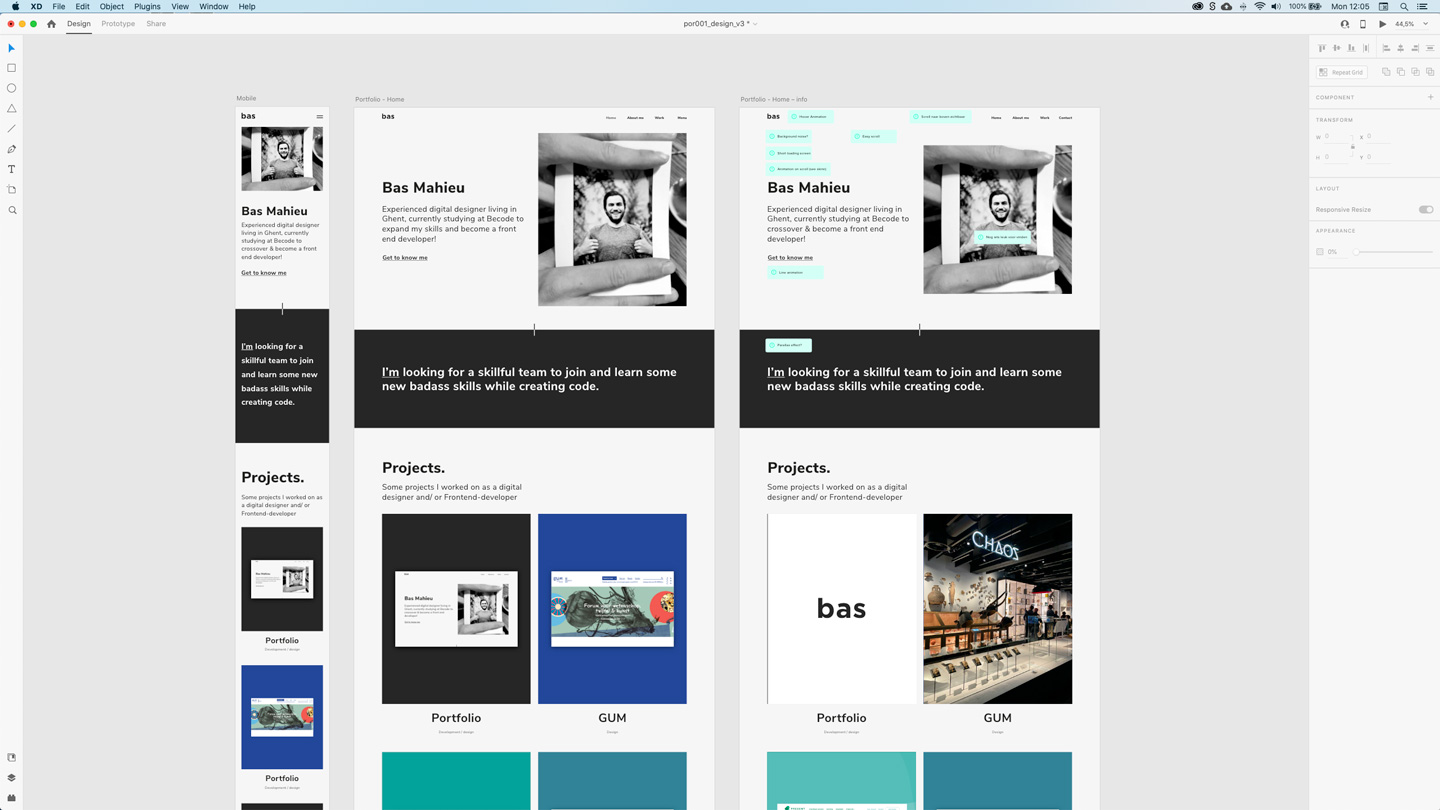 XD File Edit Object Plugins View Window Help
100% Mon 12:05
Design Prototype Share
por001_design_v3 *
44,5%
Repeat Grid
COMPONENT
TRANSFORM
W 0 X 0
H 0 Y 0
LAYOUT
Responsive Resize
APPEARANCE
0%
Mobile
bas
Bas Mahieu
Experienced digital designer
living in Ghent, currently
studying at Becode to
crossover & become a front
end developer!
Get to know me
I'm looking for a
skillful team to join
and learn some new
badass skills while
creating code.
Projects.
Some projects I worked on as
a digital designer and/ or
Frontend-developer
Bas Mahieu
Portfolio
Development / design
Portfolio
Development / design
Portfolio - Home
bas
Home About me Work Menu
Bas Mahieu
Experienced digital designer living in
Ghent, currently studying at Becode to
expand my skills and become a front
end developer!
Get to know me
I'm looking for a skillful team to join and learn some
new badass skills while creating code.
Projects.
Some projects I worked on as a digital
designer and/ or Frontend-developer
Bas Mahieu
Portfolio
Development / design
GUM
Design
Portfolio - Home – info
bas
Hover Animation
Home About me Work Contact
Background noise?
Easy scroll
Short loading screen
Animation on scroll
Bas Mahieu
Experienced digital designer living in
Ghent, currently studying at Becode to
crossover & become a front end
developer!
Get to know me
Line animation
Parallax effect?
I'm looking for a skillful team to join and learn some
new badass skills while creating code.
Projects.
Some projects I worked on as a digital
designer and/ or Frontend-developer
bas
.CHAOS
Portfolio
Development / design
GUM
Design